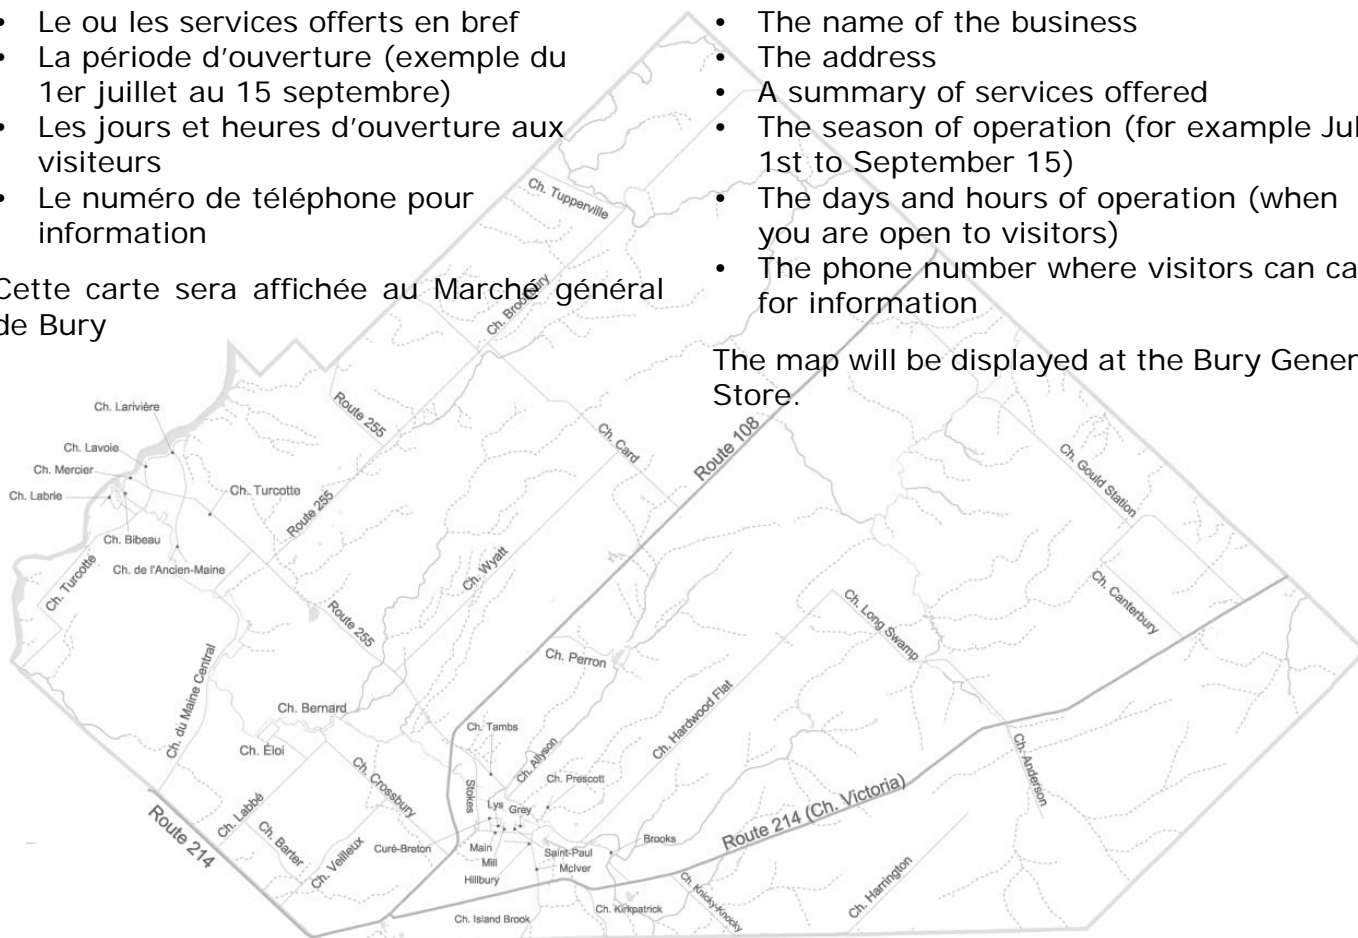 • Le ou les services offerts en bref
• La période d'ouverture (exemple du
1er juillet au 15 septembre)
• Les jours et heures d'ouverture aux
visiteurs
• Le numéro de téléphone pour
information
Cette carte sera affichée au Marché général
de Bury
• The name of the business
• The address
• A summary of services offered
• The season of operation (for example Jul
1st to September 15)
• The days and hours of operation (when
you are open to visitors)
• The phone number where visitors can ca
for information
The map will be displayed at the Bury Gener
Store.
Ch. Tupperville
Ch. Brookbury
Route 255
Ch. Larivière
Ch. Lavoie
Ch. Mercier
Ch. Labrie
Ch. Turcotte
Ch. Bibeau
Ch. de l'Ancien-Maine
Ch. Turcotte
Route 255
Ch. Card
Route 108
Ch. Gould Station
Ch. Wyatt
Route 255
Ch. Canterbury
Ch. Long Swamp
Ch. Perron
Ch. du Maine Central
Ch. Bernard
Ch. Hardwood Flat
Ch. Tambs
Ch. Éloi
Ch. Allyson
Ch. Prescott
Ch. Crossbury
Stokes
Ch. Anderson
Lys
Grey
Ch. Labbé
Route 214
Ch. Barter
Ch. Veilleux
Curé-Breton
Main
Mill
Hillbury
Saint-Paul
McIver
Brooks
Route 214 (Ch. Victoria)
Ch. Knicky-Knocky
Ch. Harrington
Ch. Kirkpatrick
Ch. Island Brook